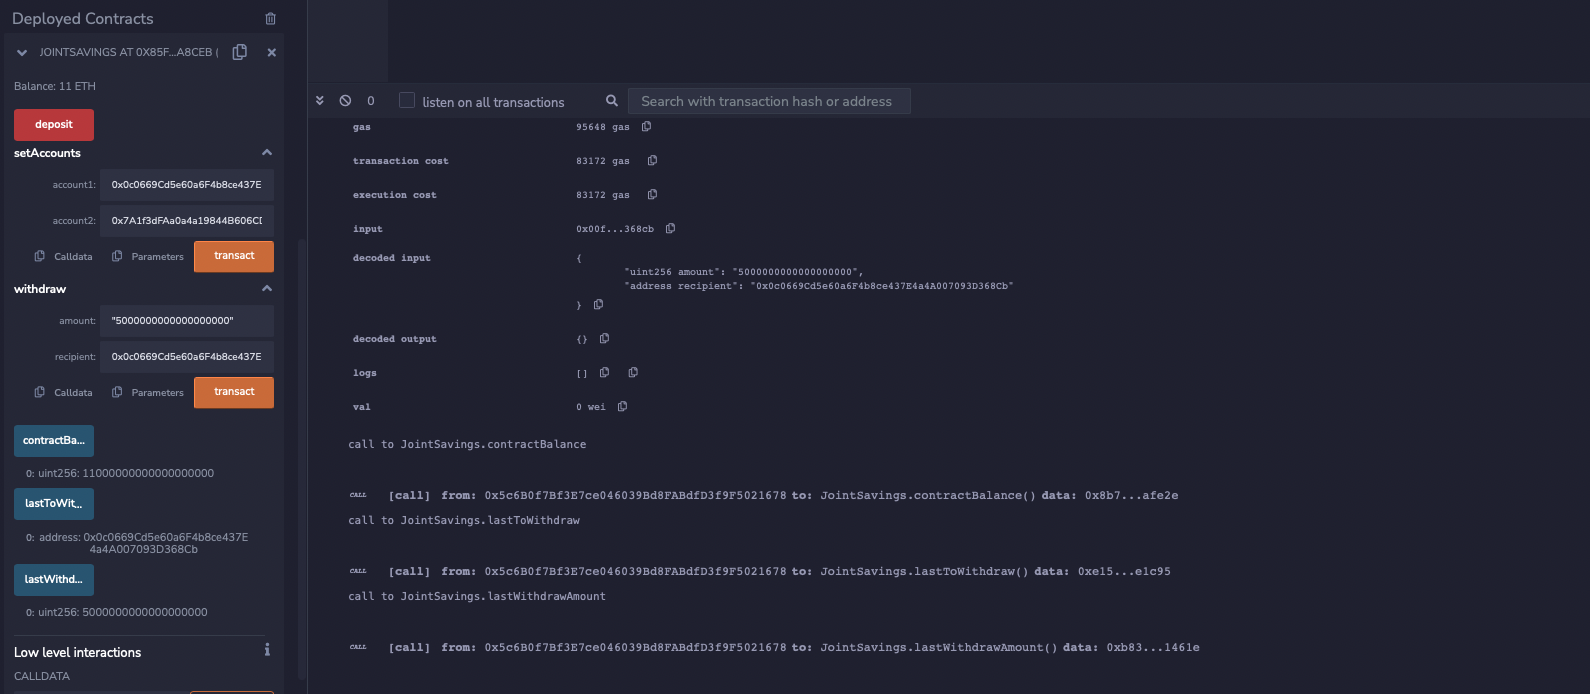 Deployed Contracts
JOINTSAVINGS AT 0X85F...A8CEB (
Balance: 11 ETH
deposit
setAccounts
account1: 0x0c0669Cd5e60a6F4b8ce437E
account2: 0x7A1f3dFAa0a4a19844B606CD
Calldata Parameters transact
withdraw
amount: "5000000000000000000"
recipient: 0x0c0669Cd5e60a6F4b8ce437E
Calldata Parameters transact
contractBa...
0: uint256: 11000000000000000000
lastToWit...
0: address: 0x0c0669Cd5e60a6F4b8ce437E
4a4A007093D368Cb
lastWithd...
0: uint256: 5000000000000000000
Low level interactions
CALLDATA
0 listen on all transactions Search with transaction hash or address
gas 95648 gas
transaction cost 83172 gas
execution cost 83172 gas
input 0x00f...368cb
decoded input {
"uint256 amount": "5000000000000000000",
"address recipient": "0x0c0669Cd5e60a6F4b8ce437E4a4A007093D368Cb"
}
decoded output {}
logs []
val 0 wei
call to JointSavings.contractBalance
CALL [call] from: 0x5c6B0f7Bf3E7ce046039Bd8FABdfD3f9F5021678 to: JointSavings.contractBalance() data: 0x8b7...afe2e
call to JointSavings.lastToWithdraw
CALL [call] from: 0x5c6B0f7Bf3E7ce046039Bd8FABdfD3f9F5021678 to: JointSavings.lastToWithdraw() data: 0xe15...e1c95
call to JointSavings.lastWithdrawAmount
CALL [call] from: 0x5c6B0f7Bf3E7ce046039Bd8FABdfD3f9F5021678 to: JointSavings.lastWithdrawAmount() data: 0xb83...1461e